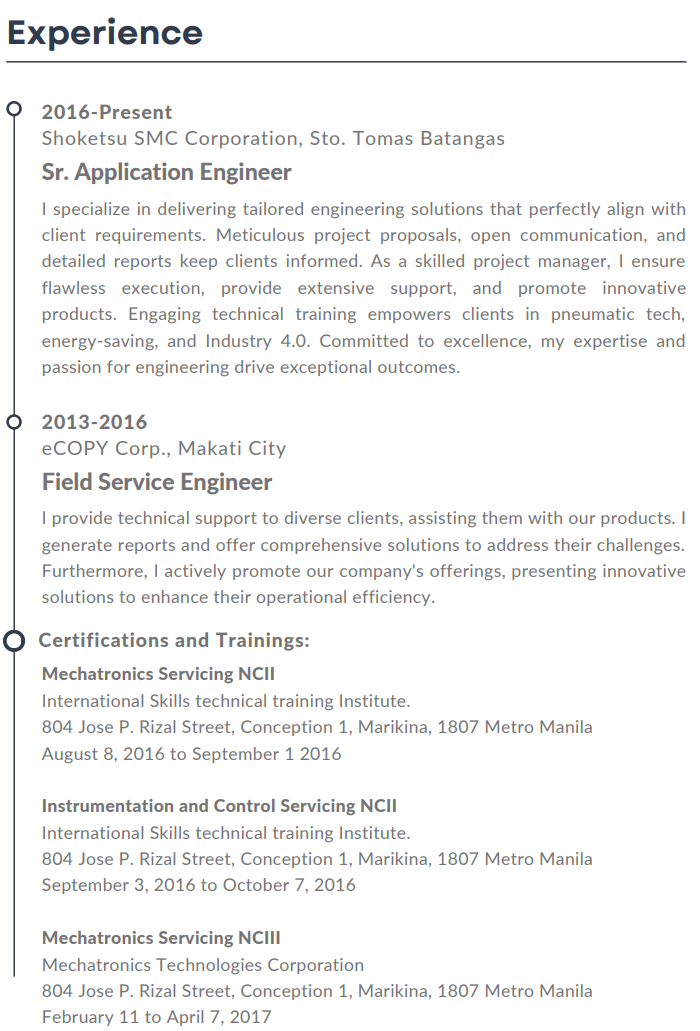 Experience
2016-Present
Shoketsu SMC Corporation, Sto. Tomas Batangas
Sr. Application Engineer
I specialize in delivering tailored engineering solutions that perfectly align with
client requirements. Meticulous project proposals, open communication, and
detailed reports keep clients informed. As a skilled project manager, I ensure
flawless execution, provide extensive support, and promote innovative
products. Engaging technical training empowers clients in pneumatic tech,
energy-saving, and Industry 4.0. Committed to excellence, my expertise and
passion for engineering drive exceptional outcomes.
2013-2016
eCOPY Corp., Makati City
Field Service Engineer
I provide technical support to diverse clients, assisting them with our products. I
generate reports and offer comprehensive solutions to address their challenges.
Furthermore, I actively promote our company's offerings, presenting innovative
solutions to enhance their operational efficiency.
Certifications and Trainings:
Mechatronics Servicing NCII
International Skills technical training Institute.
804 Jose P. Rizal Street, Conception 1, Marikina, 1807 Metro Manila
August 8, 2016 to September 1 2016
Instrumentation and Control Servicing NCII
International Skills technical training Institute.
804 Jose P. Rizal Street, Conception 1, Marikina, 1807 Metro Manila
September 3, 2016 to October 7, 2016
Mechatronics Servicing NCIII
Mechatronics Technologies Corporation
804 Jose P. Rizal Street, Conception 1, Marikina, 1807 Metro Manila
February 11 to April 7, 2017